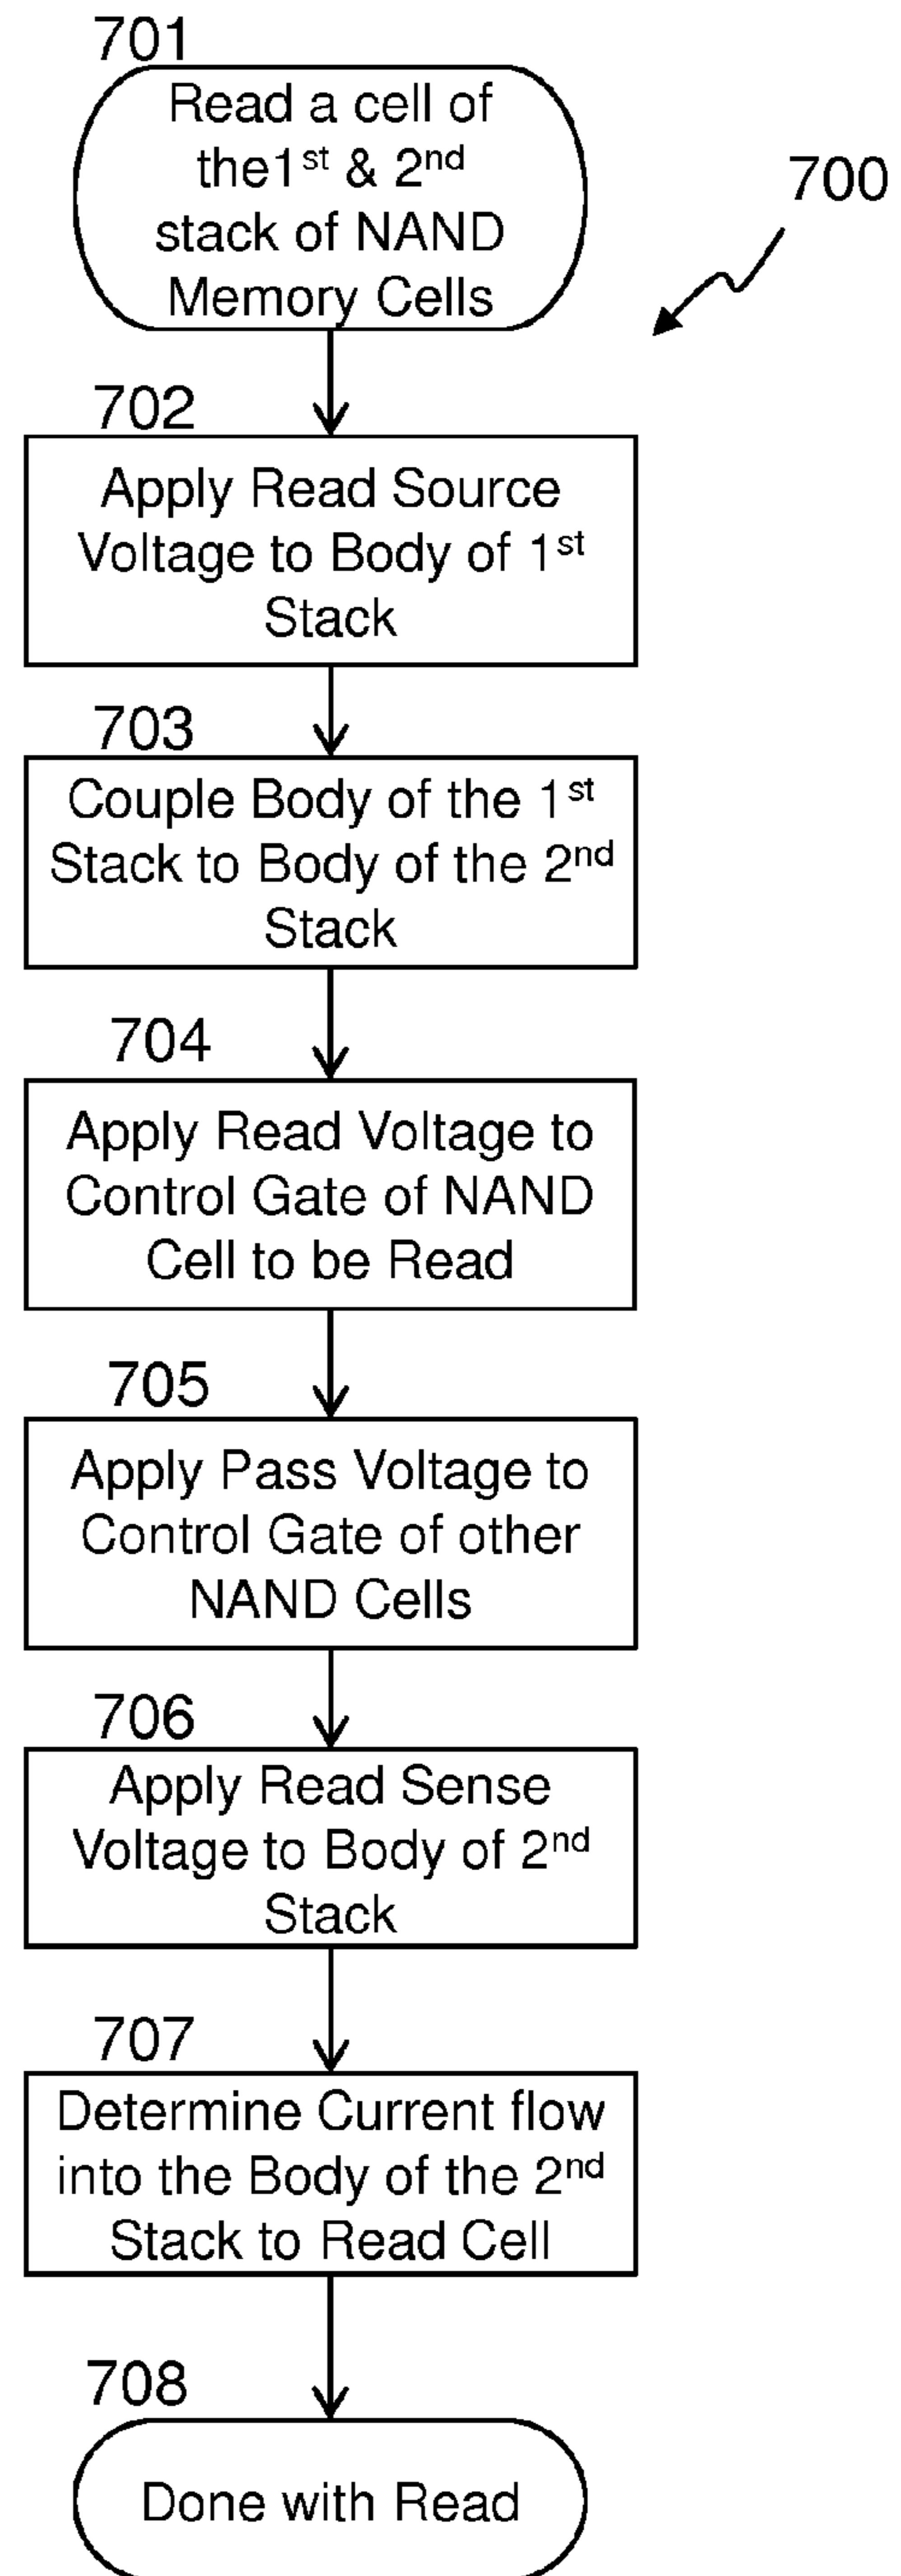 701
Read a cell of
the1st & 2nd
stack of NAND
Memory Cells
700
702
Apply Read Source
Voltage to Body of 1st
Stack
703
Couple Body of the 1st
Stack to Body of the 2nd
Stack
704
Apply Read Voltage to
Control Gate of NAND
Cell to be Read
705
Apply Pass Voltage to
Control Gate of other
NAND Cells
706
Apply Read Sense
Voltage to Body of 2nd
Stack
707
Determine Current flow
into the Body of the 2nd
Stack to Read Cell
708
Done with Read